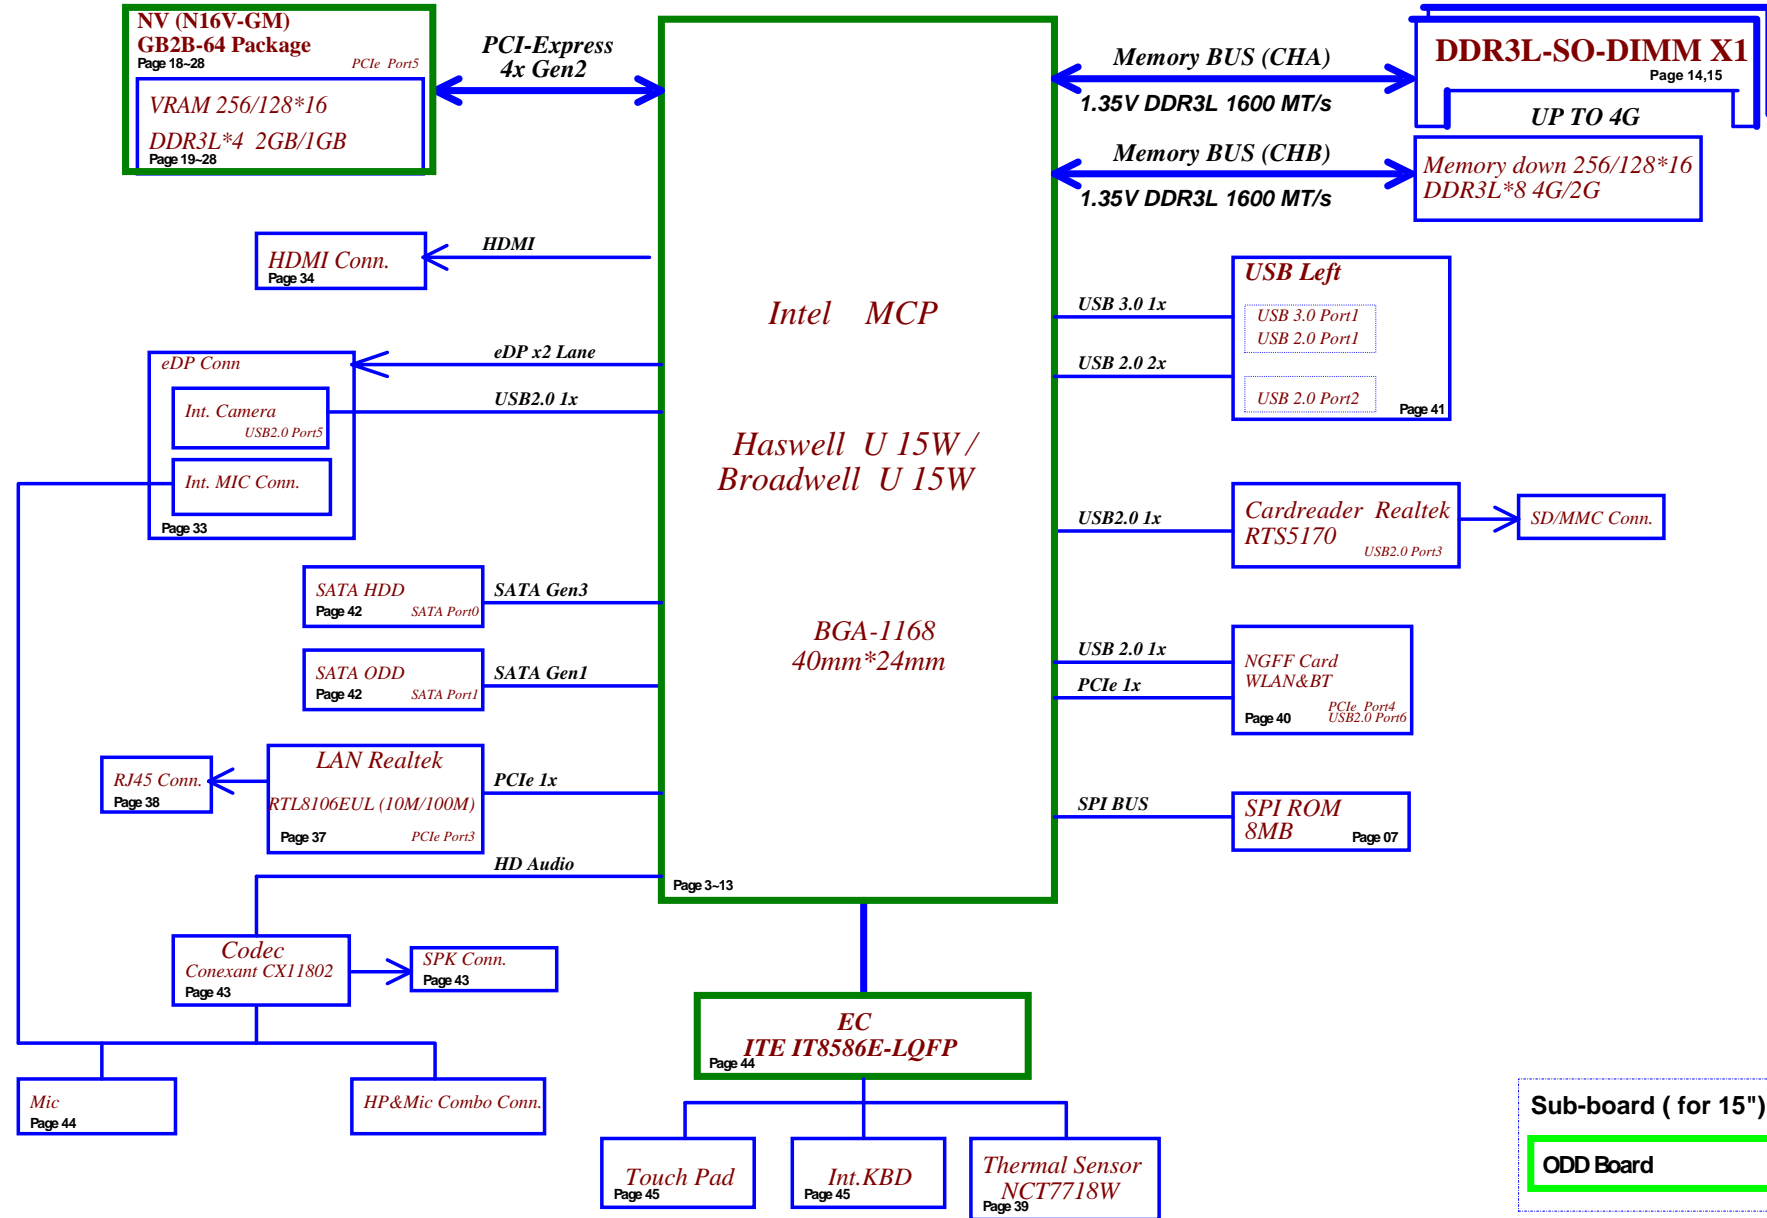 NV (N16V-GM)
GB2B-64 Package
Page 18~28
PCIe Port5
VRAM 256/128*16
DDR3L*4 2GB/1GB
Page 19~28
PCI-Express
4x Gen2
Memory BUS (CHA)
1.35V DDR3L 1600 MT/s
DDR3L-SO-DIMM X1
Page 14,15
UP TO 4G
Memory BUS (CHB)
1.35V DDR3L 1600 MT/s
Memory down 256/128*16
DDR3L*8 4G/2G
HDMI Conn.
Page 34
HDMI
Intel MCP
Haswell U 15W /
Broadwell U 15W
BGA-1168
40mm*24mm
Page 3~13
USB 3.0 1x
USB 2.0 2x
USB Left
USB 3.0 Port1
USB 2.0 Port1
USB 2.0 Port2
Page 41
eDP Conn
eDP x2 Lane
Int. Camera
USB2.0 Port5
USB2.0 1x
Int. MIC Conn.
Page 33
USB2.0 1x
Cardreader Realtek
RTS5170
USB2.0 Port3
SD/MMC Conn.
SATA HDD
Page 42
SATA Port0
SATA Gen3
SATA ODD
Page 42
SATA Port1
SATA Gen1
USB 2.0 1x
PCIe 1x
NGFF Card
WLAN&BT
PCIe Port4
USB2.0 Port6
Page 40
RJ45 Conn.
Page 38
LAN Realtek
RTL8106EUL (10M/100M)
Page 37
PCIe Port3
PCIe 1x
SPI BUS
SPI ROM
8MB
Page 07
HD Audio
Codec
Conexant CX11802
Page 43
SPK Conn.
Page 43
EC
ITE IT8586E-LQFP
Page 44
Mic
Page 44
HP&Mic Combo Conn.
Touch Pad
Page 45
Int.KBD
Page 45
Thermal Sensor
NCT7718W
Page 39
Sub-board ( for 15")
ODD Board